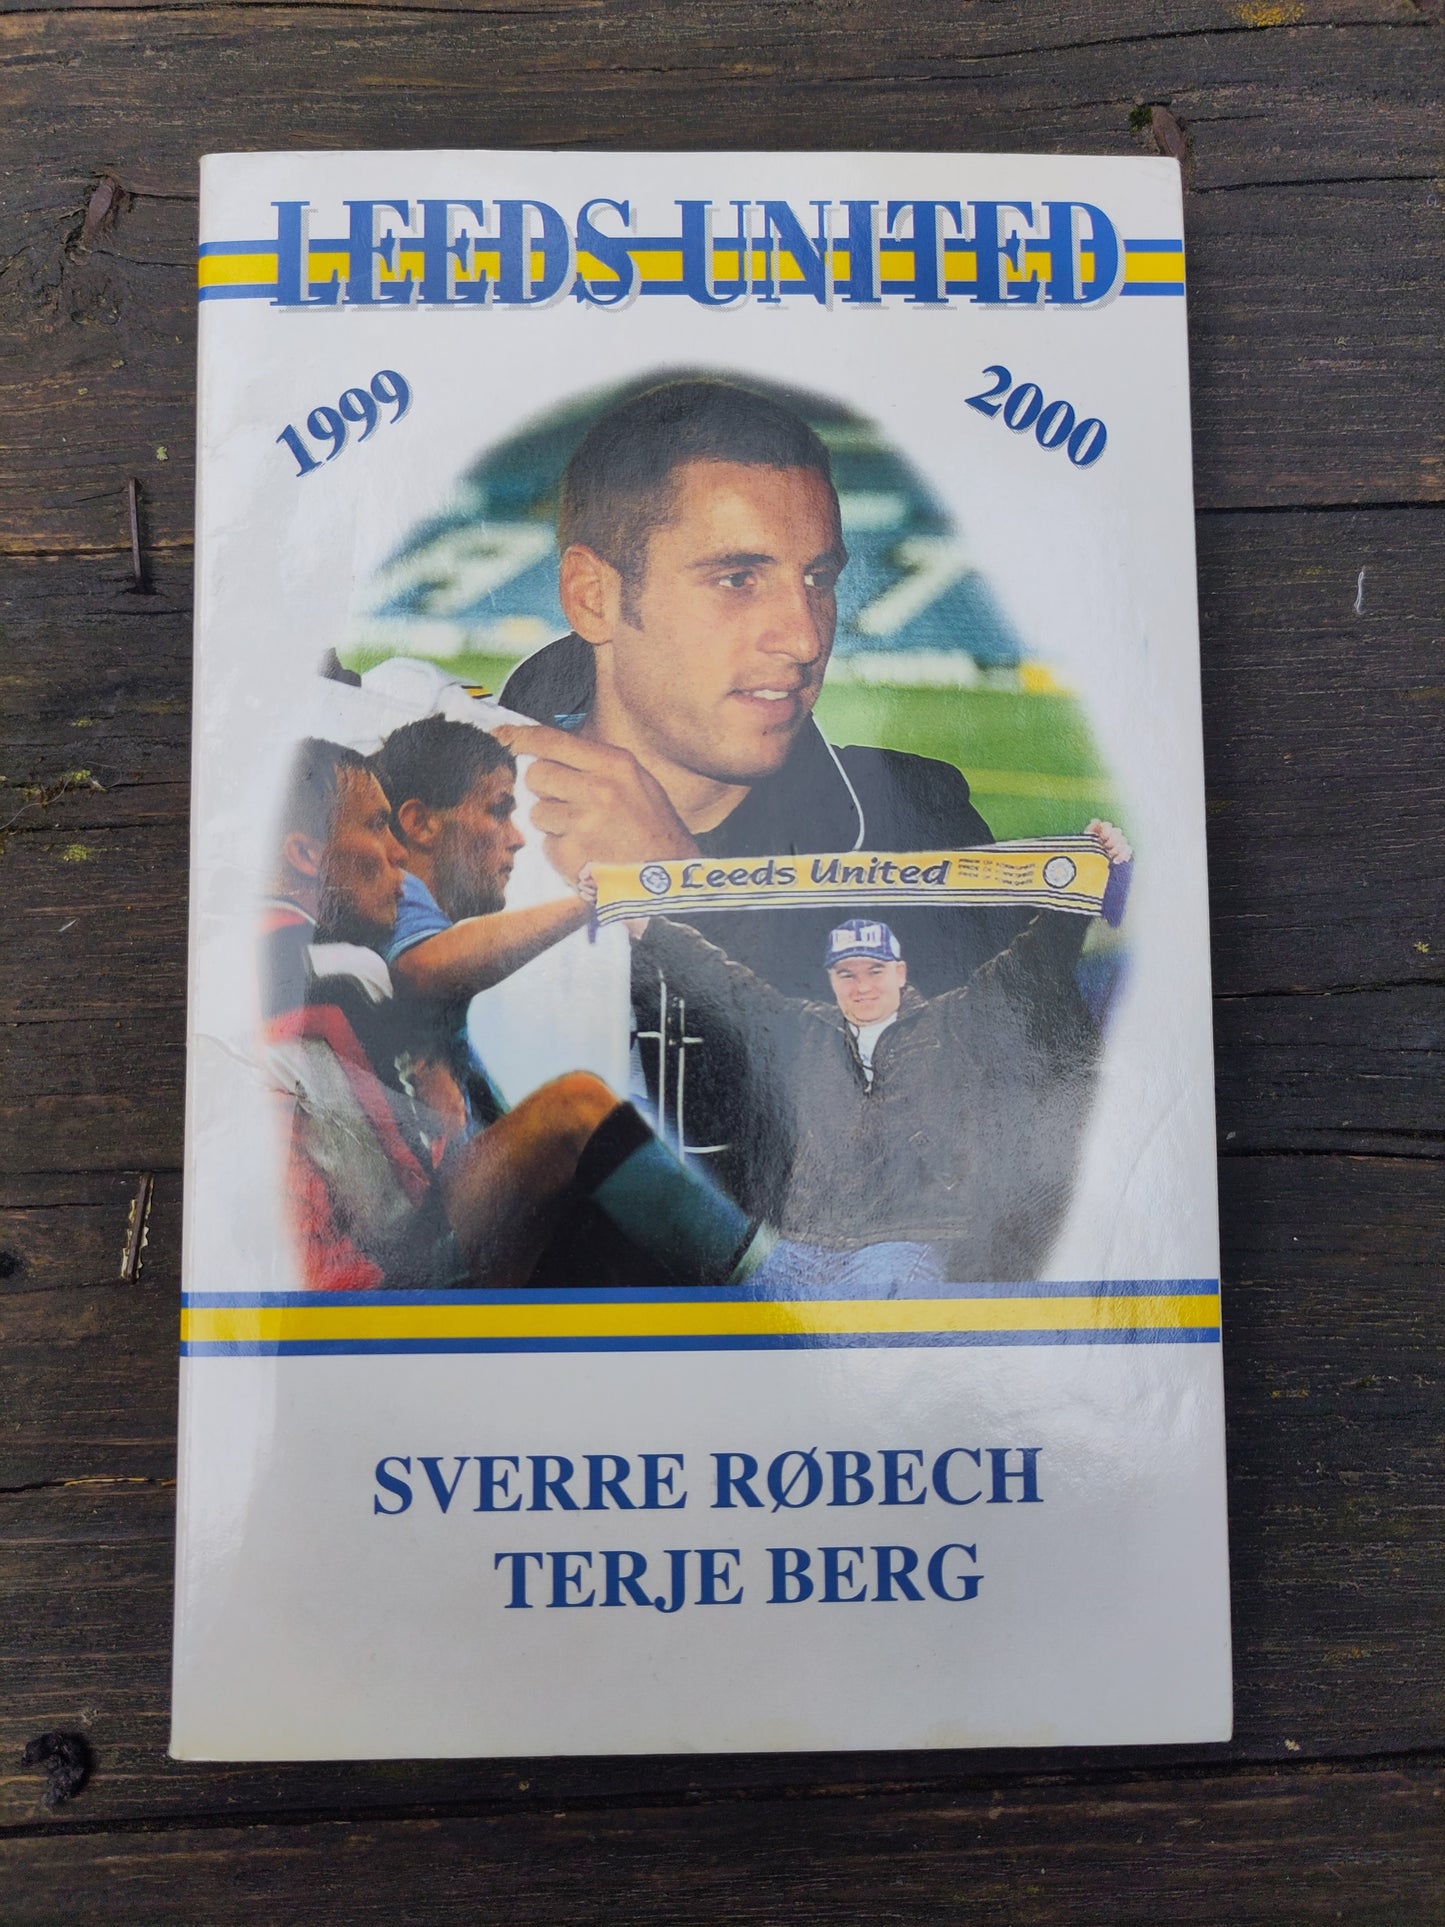 LEEDS UNITED
1999
2000
Leeds United
SVERRE RØBECH
TERJE BERG